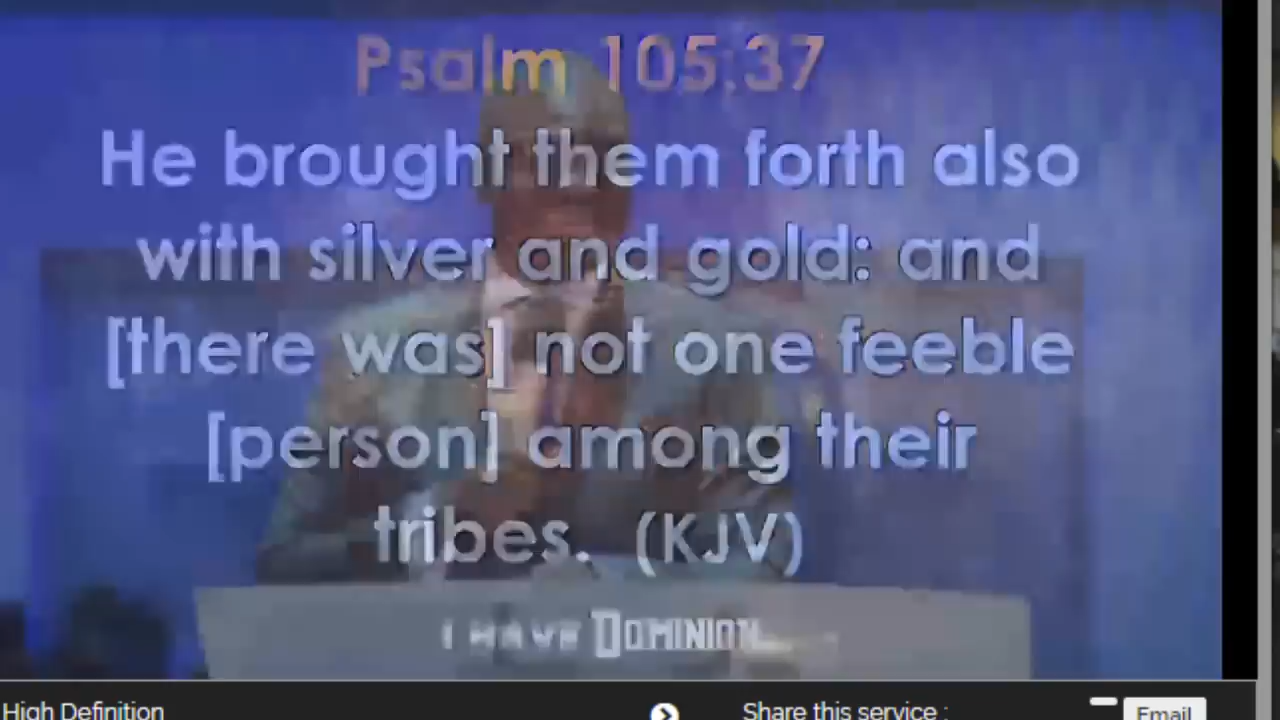 Psalm 105:37
He brought them forth also
with silver and gold: and
[there was] not one feeble
[person] among their
tribes. (KJV)
I HAVE DOMINION...
High Definition
Share this service :
Email